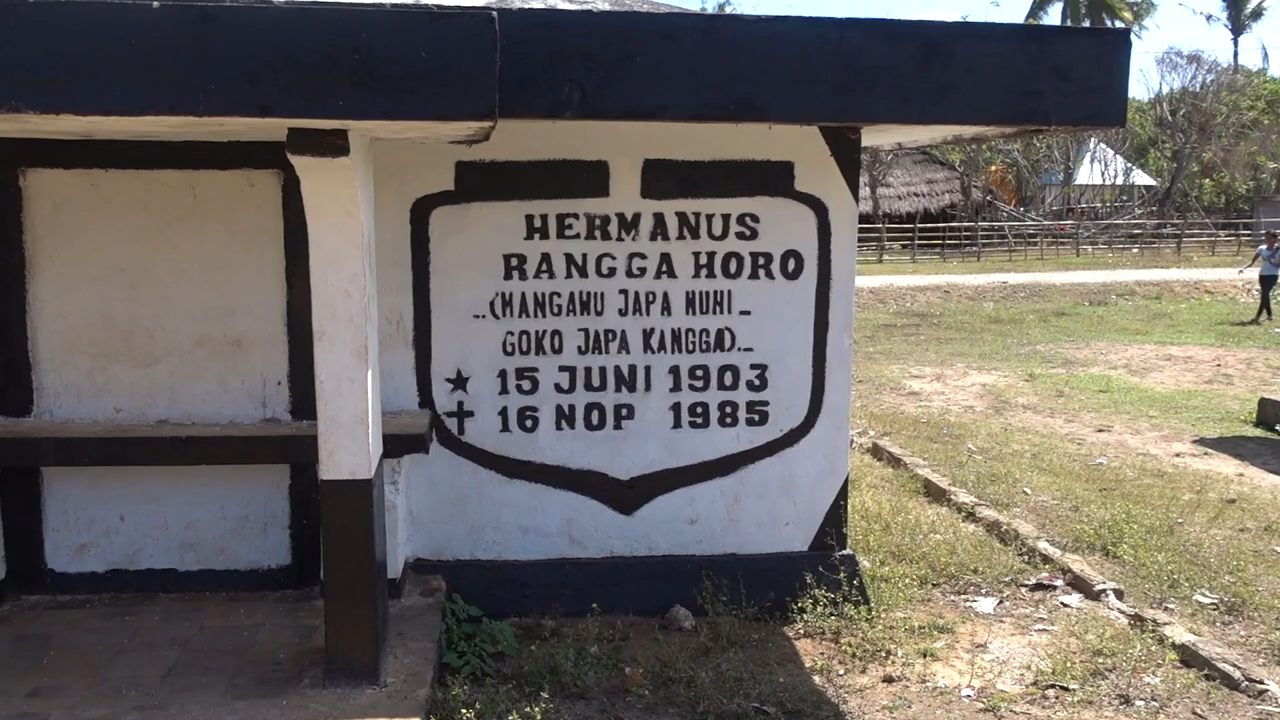 HERMANUS
RANGGA HORO
..(MANGAWU JAPA NUHI_
GOKO JAPA KANGGA)._
★ 15 JUNI 1903
✝ 16 NOP 1985